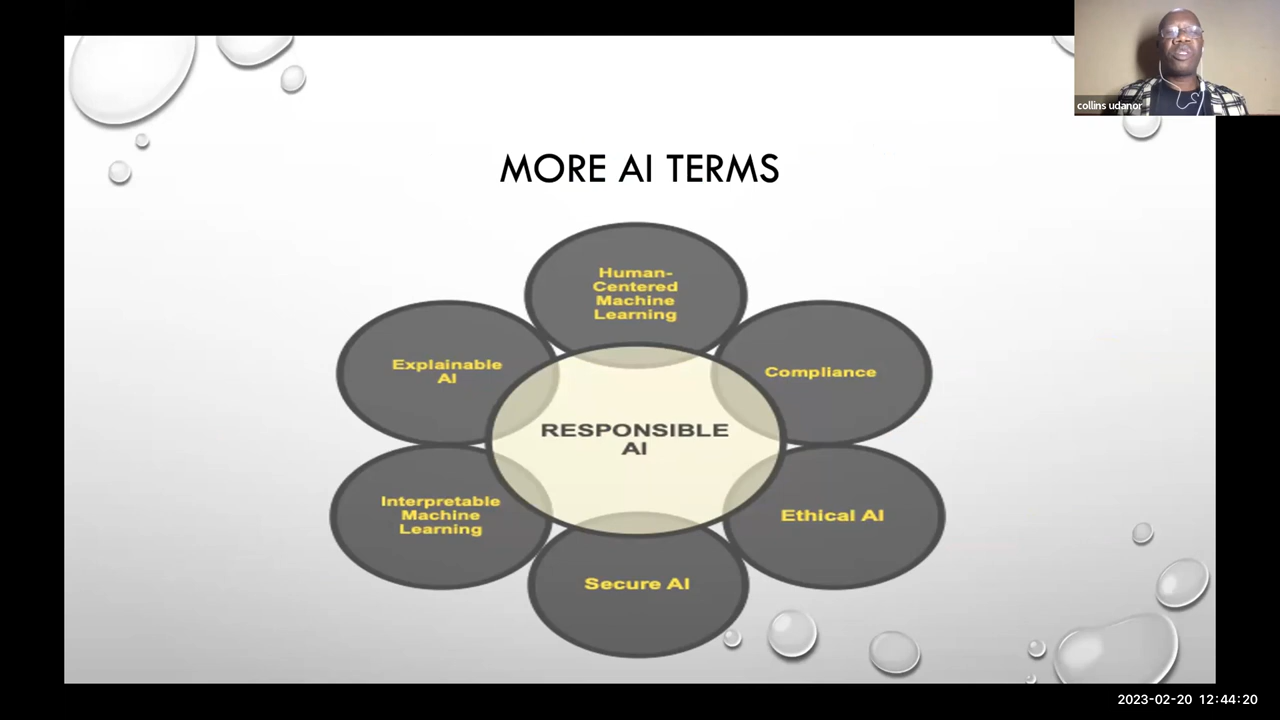 collins udanor
MORE AI TERMS
Human-
Centered
Machine
Learning
Explainable
AI
Compliance
RESPONSIBLE
AI
Interpretable
Machine
Learning
Ethical AI
Secure AI
2023-02-20 12:44:20